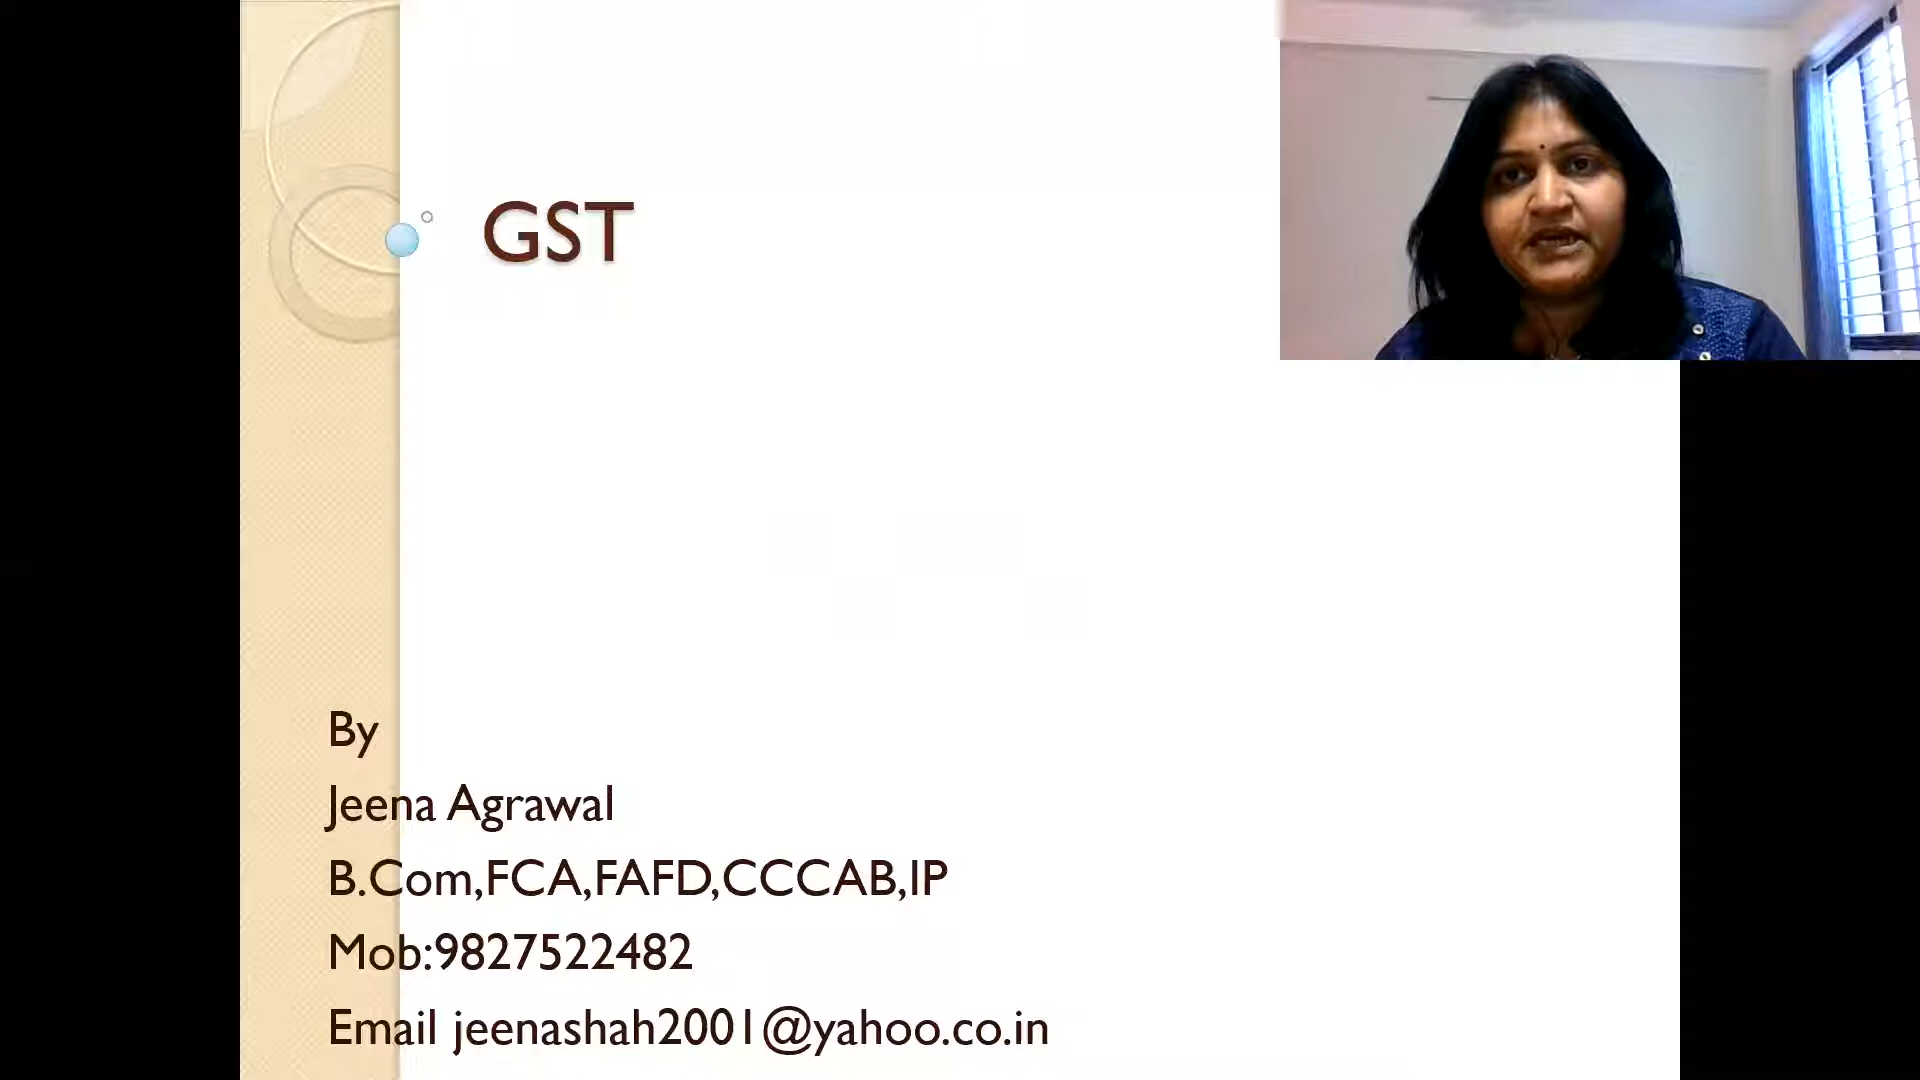 GST
By
Jeena Agrawal
B.Com,FCA,FAFD,CCCAB,IP
Mob:9827522482
Email jeenashah2001@yahoo.co.in